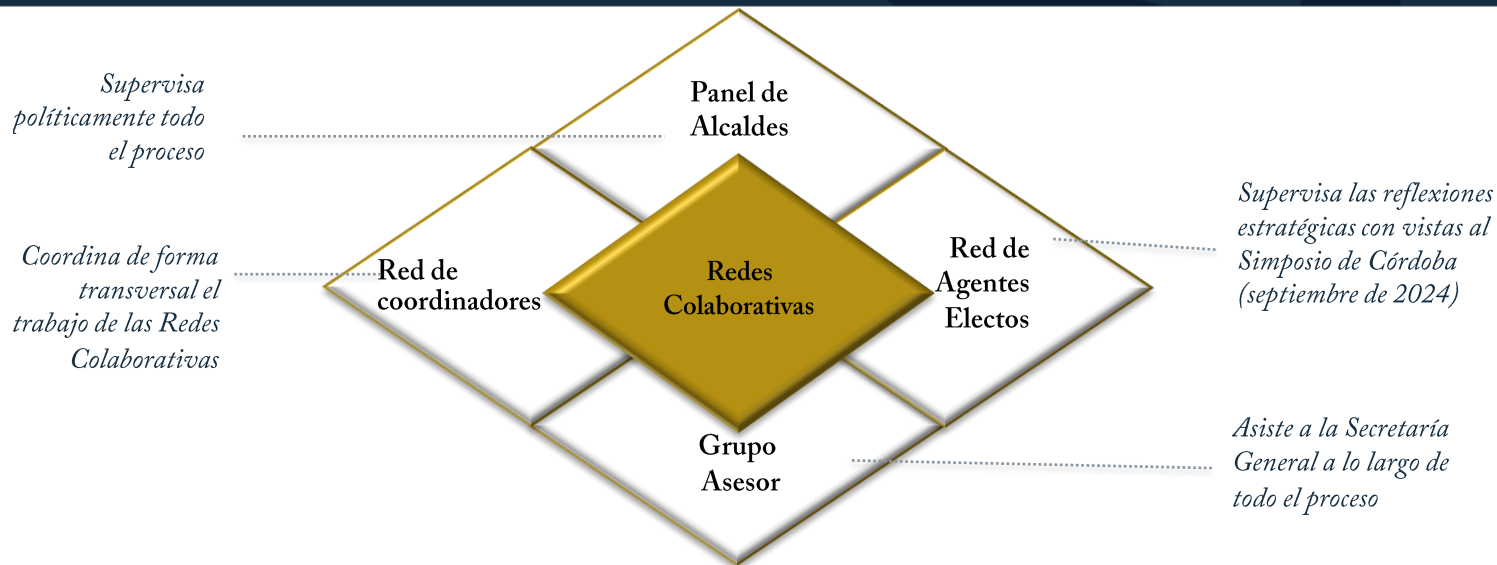 Supervisa
políticamente todo
el proceso
Panel de
Alcaldes
Coordina de forma
transversal el
trabajo de las Redes
Colaborativas
Red de
coordinadores
Redes
Colaborativas
Red de
Agentes
Electos
Supervisa las reflexiones
estratégicas con vistas al
Simposio de Córdoba
(septiembre de 2024)
Grupo
Asesor
Asiste a la Secretaría
General a lo largo de
todo el proceso